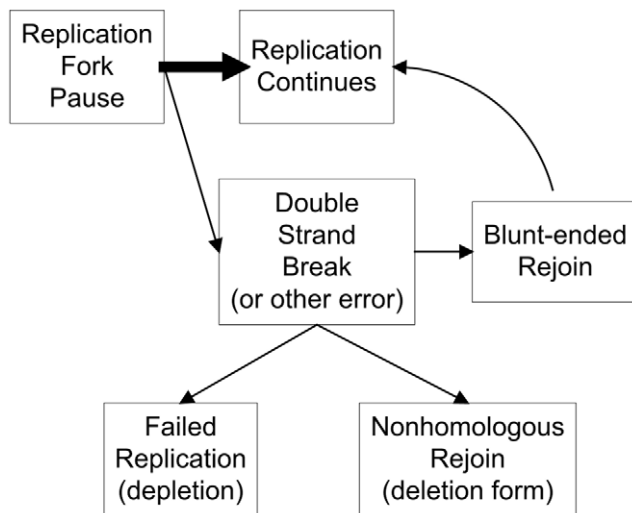 Replication
Fork
Pause
Replication
Continues
Double
Strand
Break
(or other error)
Blunt-ended
Rejoin
Failed
Replication
(depletion)
Nonhomologous
Rejoin
(deletion form)